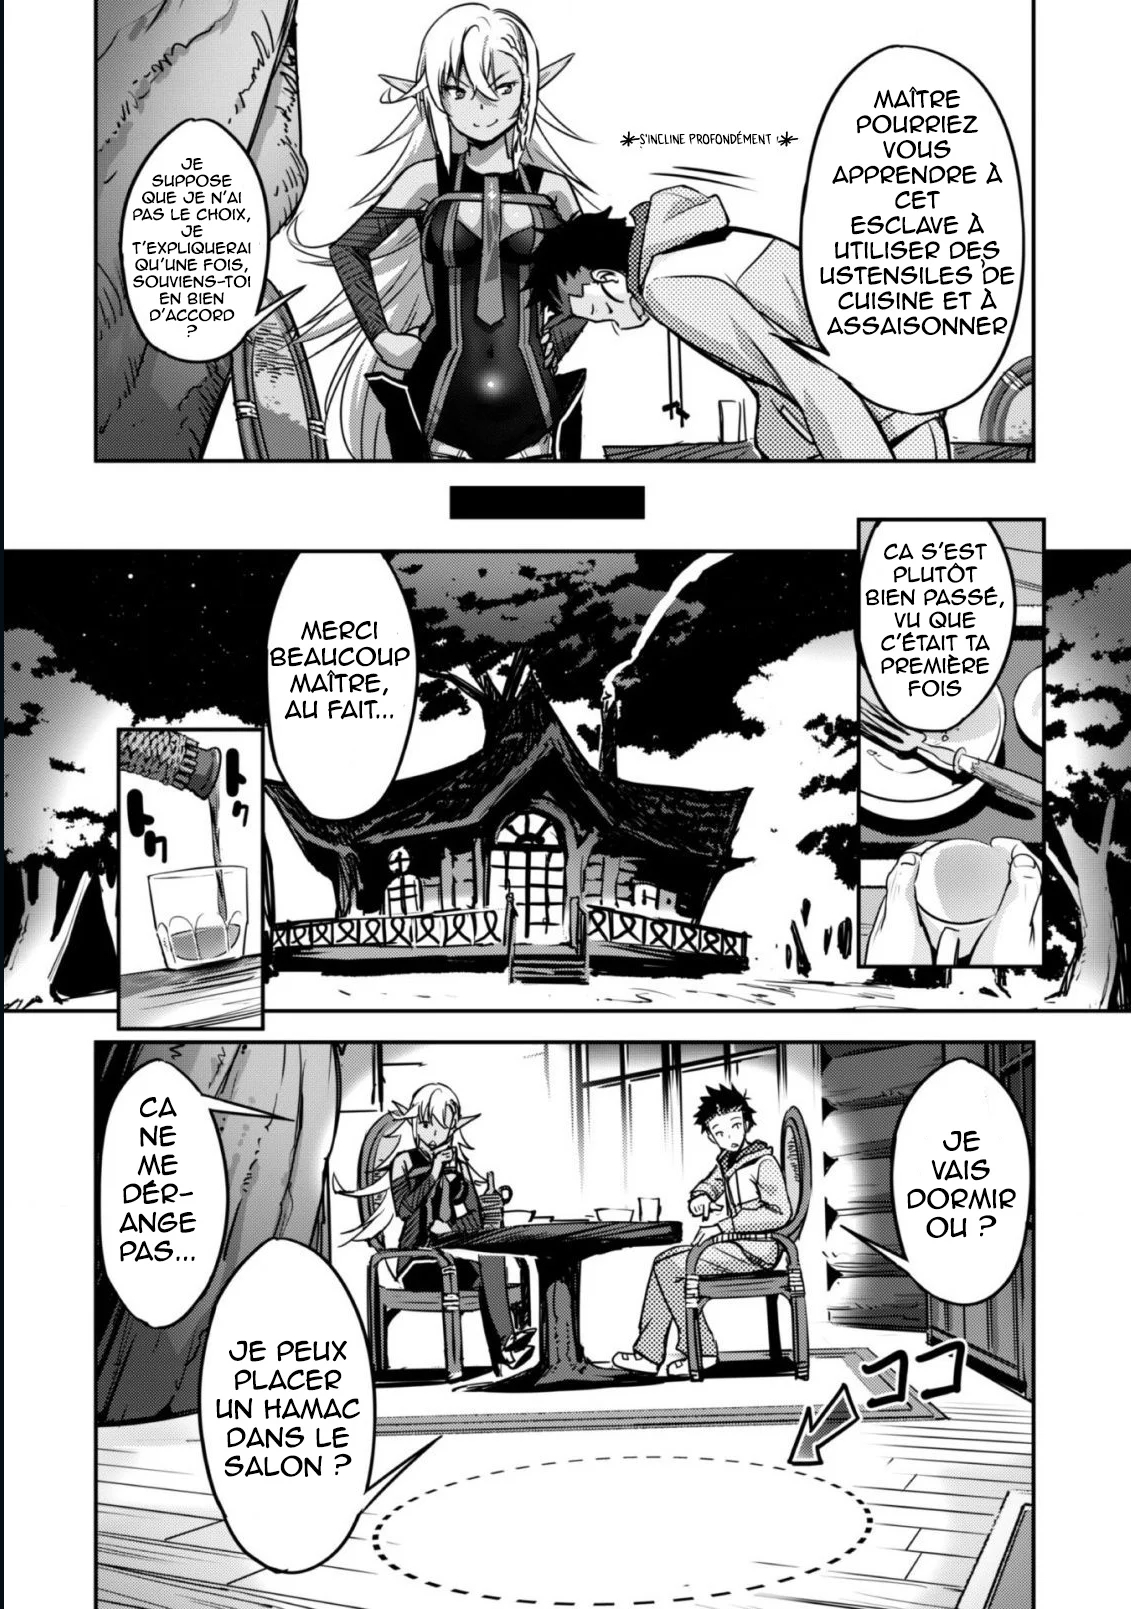 MAÎTRE
POURRIEZ
VOUS
APPRENDRE À
CET
ESCLAVE À
UTILISER DES
USTENSILES DE
CUISINE ET À
ASSAISONNER
S'INCLINE PROFONDÉMENT !
JE
SUPPOSE
QUE JE N'AI
PAS LE CHOIX,
JE
T'EXPLIQUERAI
QU'UNE FOIS,
SOUVIENS-TOI
EN BIEN
D'ACCORD
?
CA S'EST
PLUTÔT
BIEN PASSÉ,
VU QUE
C'ÉTAIT TA
PREMIÈRE
FOIS
MERCI
BEAUCOUP
MAÎTRE,
AU FAIT...
トク
トク
JE
VAIS
DORMIR
OU ?
CA
NE
ME
DÉR-
ANGE
PAS...
JE PEUX
PLACER
UN HAMAC
DANS LE
SALON ?
ココ